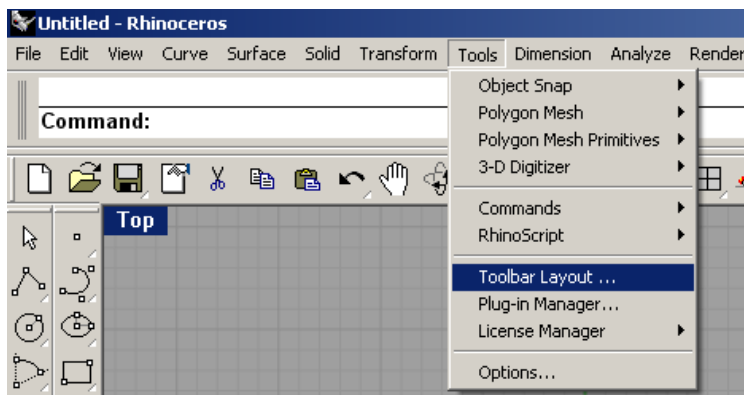 Untitled - Rhinoceros
File Edit View Curve Surface Solid Transform Tools Dimension Analyze Render
Command:
Object Snap
Polygon Mesh
Polygon Mesh Primitives
3-D Digitizer
Commands
RhinoScript
Toolbar Layout ...
Plug-in Manager...
License Manager
Options...
Top